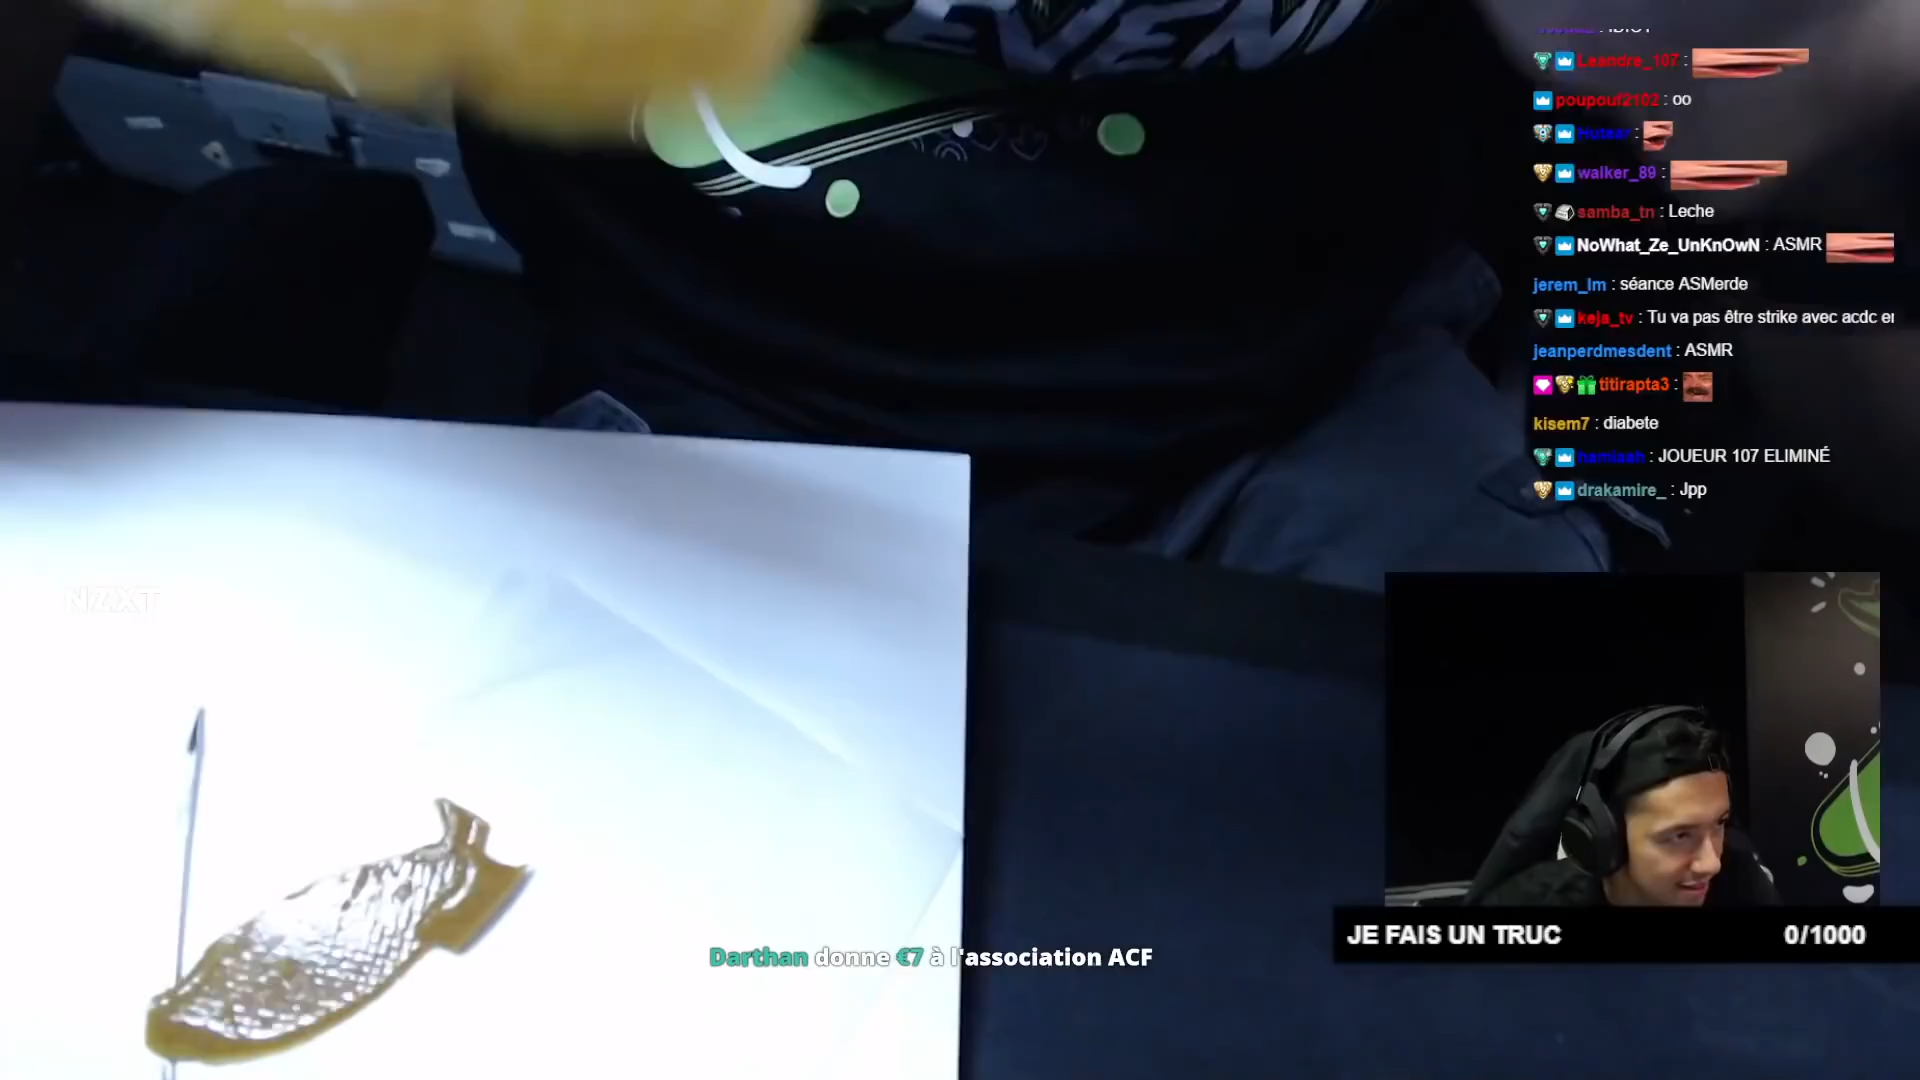 EVEN
Leandre_107 :
poupouf2102 : oo
Hutear :
walker_89 :
samba_tn : Leche
NoWhat_Ze_UnKnOwN : ASMR
jerem_lm : séance ASMerde
keja_tv : Tu va pas être strike avec acdc
jeanperdmesdent : ASMR
titirapta3 :
kisem7 : diabete
: JOUEUR 107 ELIMINÉ
drakamire_ : Jpp
NZXT
JE FAIS UN TRUC 0/1000
Darthan donne €7 à l'association ACF